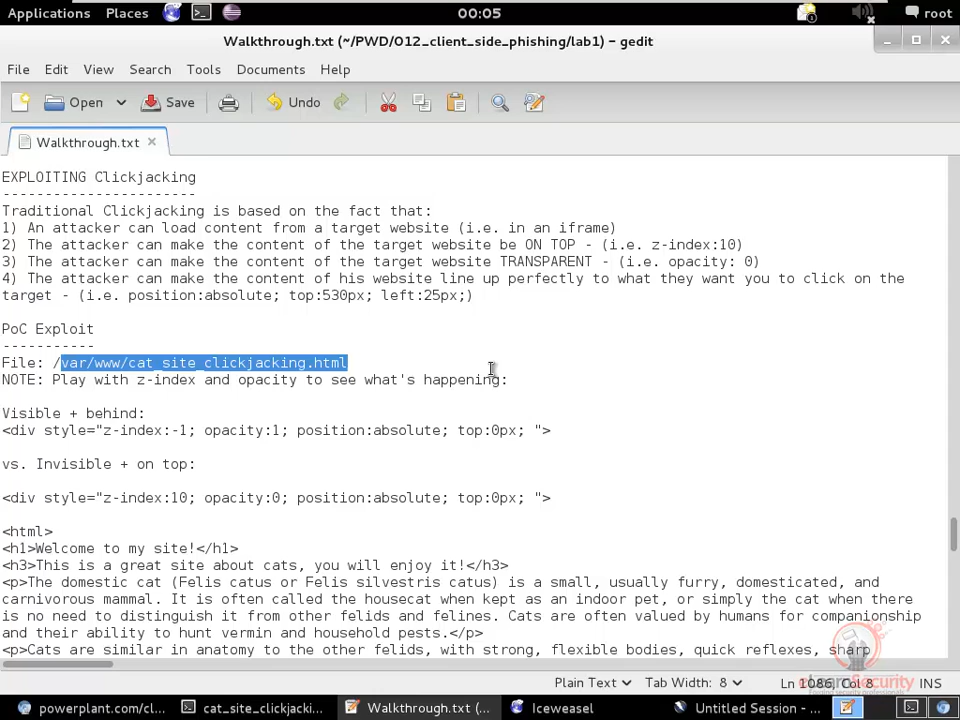 Applications Places 00:05 root
Walkthrough.txt (~/PWD/012_client_side_phishing/lab1) - gedit
File Edit View Search Tools Documents Help
Open Save Undo
Walkthrough.txt
EXPLOITING Clickjacking
-----------------------
Traditional Clickjacking is based on the fact that:
1) An attacker can load content from a target website (i.e. in an iframe)
2) The attacker can make the content of the target website be ON TOP - (i.e. z-index:10)
3) The attacker can make the content of the target website TRANSPARENT - (i.e. opacity: 0)
4) The attacker can make the content of his website line up perfectly to what they want you to click on the
target - (i.e. position:absolute; top:530px; left:25px;)
PoC Exploit
-----------
File: /var/www/cat_site_clickjacking.html
NOTE: Play with z-index and opacity to see what's happening:
Visible + behind:
<div style="z-index:-1; opacity:1; position:absolute; top:0px; ">
vs. Invisible + on top:
<div style="z-index:10; opacity:0; position:absolute; top:0px; ">
<html>
<h1>Welcome to my site!</h1>
<h3>This is a great site about cats, you will enjoy it!</h3>
<p>The domestic cat (Felis catus or Felis silvestris catus) is a small, usually furry, domesticated, and
carnivorous mammal. It is often called the housecat when kept as an indoor pet, or simply the cat when there
is no need to distinguish it from other felids and felines. Cats are often valued by humans for companionship
and their ability to hunt vermin and household pests.</p>
<p>Cats are similar in anatomy to the other felids, with strong, flexible bodies, quick reflexes, sharp
eLearnSecurity
Plain Text Tab Width: 8 Ln 1086, Col 8 INS
powerplant.com/cl... cat_site_clickjacki... Walkthrough.txt (... Iceweasel Untitled Session - ...